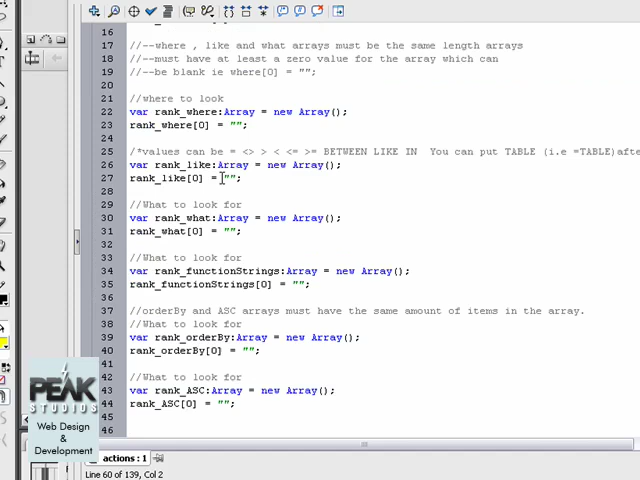 16
17 //--where , like and what arrays must be the same length arrays
18 //--must have at least a zero value for the array which can
19 //--be blank ie where[0] = "";
20
21 //where to look
22 var rank_where:Array = new Array();
23 rank_where[0] = "";
24
25 /*values can be = <> > < <= >= BETWEEN LIKE IN  You can put TABLE (i.e =TABLE)afte
26 var rank_like:Array = new Array();
27 rank_like[0] = "";
28
29 //What to look for
30 var rank_what:Array = new Array();
31 rank_what[0] = "";
32
33 //What to look for
34 var rank_functionStrings:Array = new Array();
35 rank_functionStrings[0] = "";
36
37 //orderBy and ASC arrays must have the same amount of items in the array.
38 //What to look for
39 var rank_orderBy:Array = new Array();
40 rank_orderBy[0] = "";
41
42 //What to look for
43 var rank_ASC:Array = new Array();
44 rank_ASC[0] = "";
45
46
PEAK
STUDIOS
Web Design
&
Development
actions : 1
Line 60 of 139, Col 2